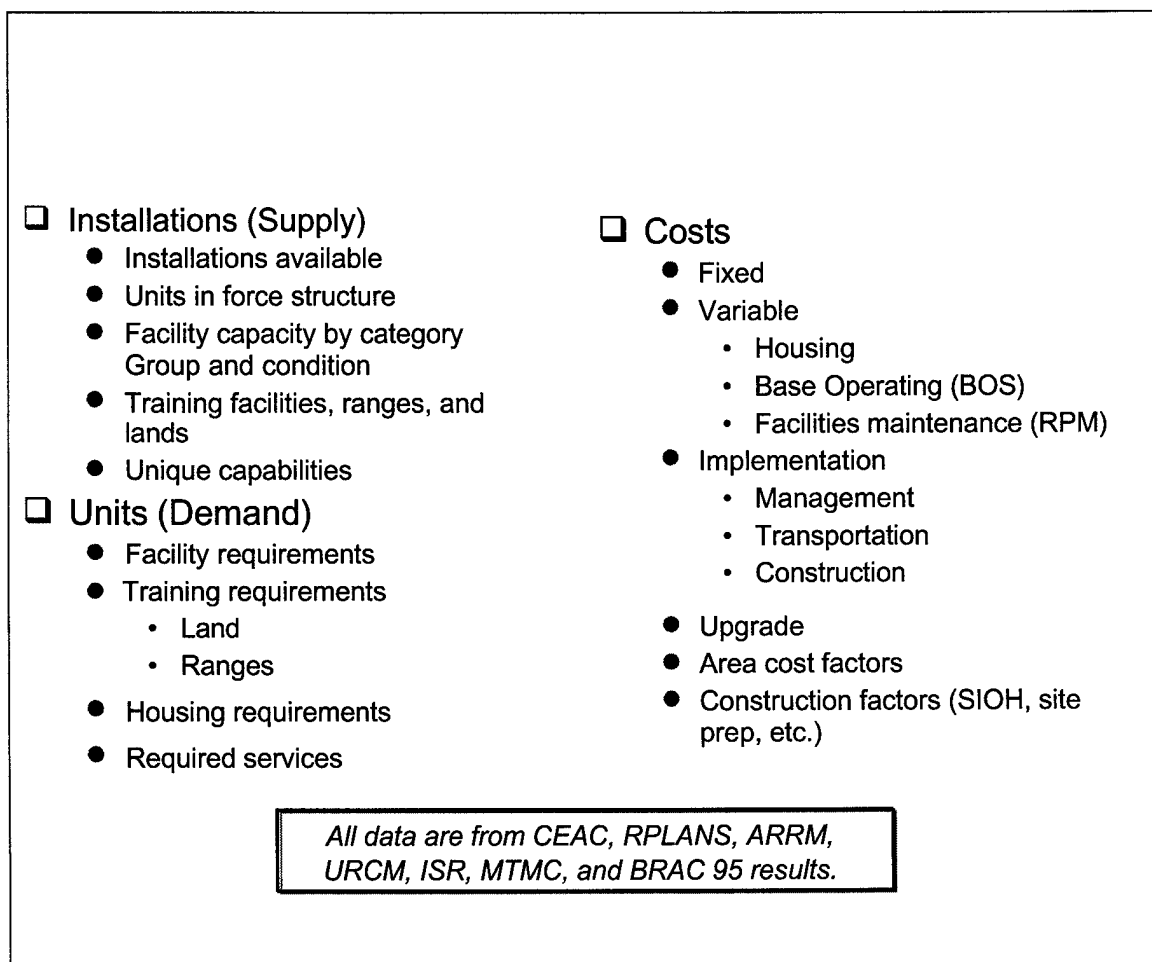 ❑ Installations (Supply)
● Installations available
● Units in force structure
● Facility capacity by category
Group and condition
● Training facilities, ranges, and
lands
● Unique capabilities
❑ Units (Demand)
● Facility requirements
● Training requirements
• Land
• Ranges
● Housing requirements
● Required services
❑ Costs
● Fixed
● Variable
• Housing
• Base Operating (BOS)
• Facilities maintenance (RPM)
● Implementation
• Management
• Transportation
• Construction
● Upgrade
● Area cost factors
● Construction factors (SIOH, site
prep, etc.)
All data are from CEAC, RPLANS, ARRM,
URCM, ISR, MTMC, and BRAC 95 results.